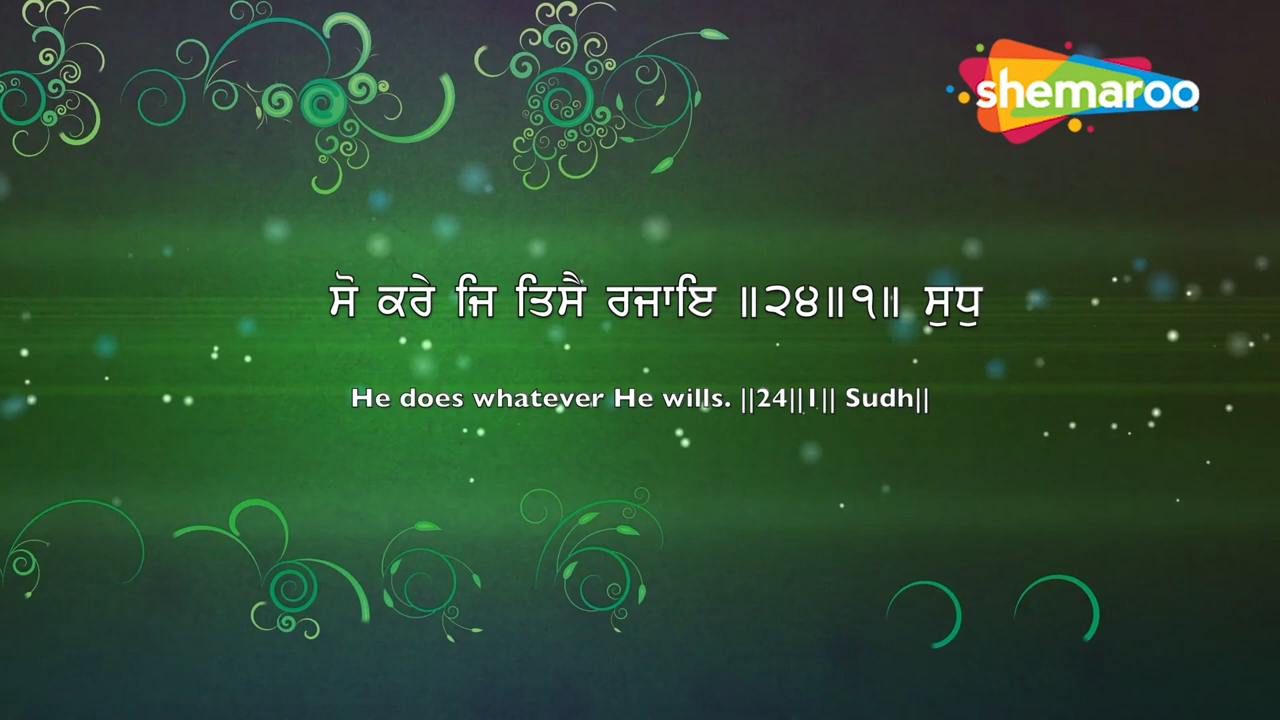 shemaroo
ਸੋ ਕਰੇ ਜਿ ਤਿਸੈ ਰਜਾਇ ॥੨੪॥੧॥ ਸੁਧੁ
He does whatever He wills. ||24||1|| Sudh||